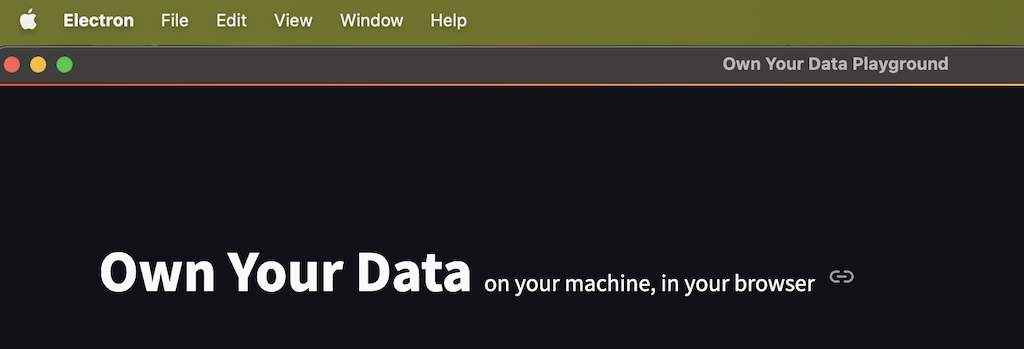 Electron File Edit View Window Help
Own Your Data Playground
Own Your Data on your machine, in your browser